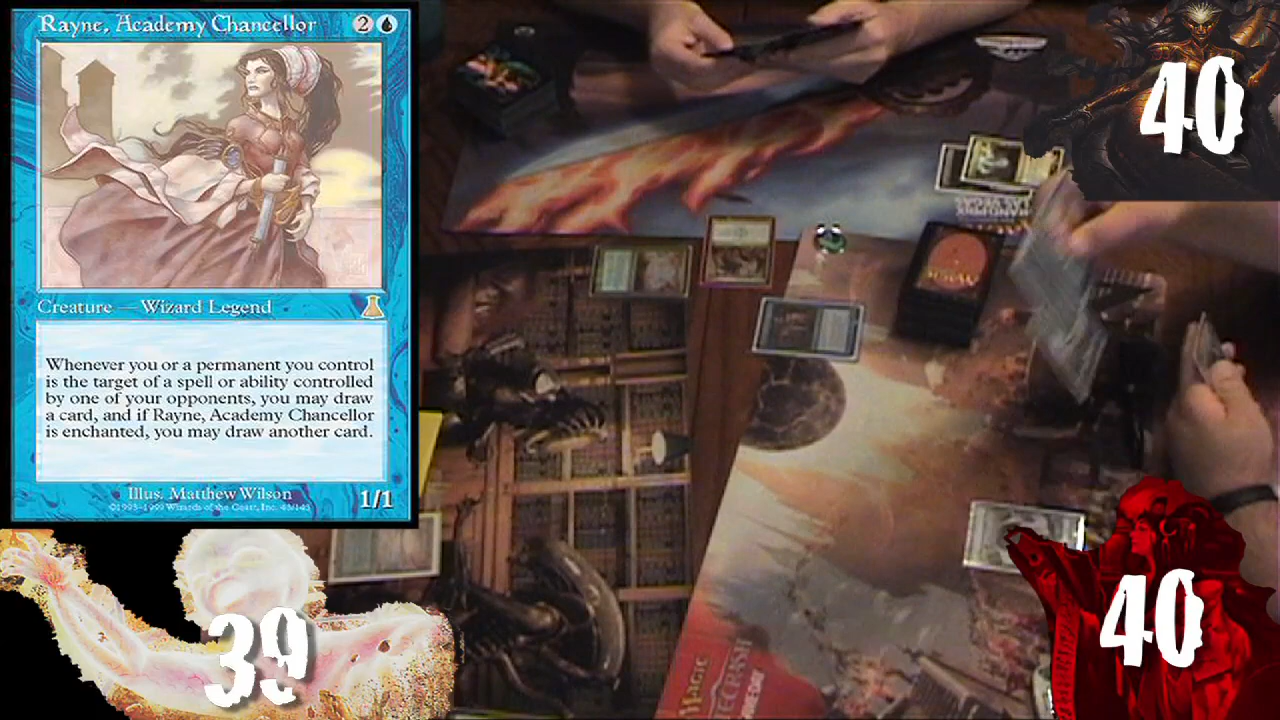 Rayne, Academy Chancellor 2
Creature — Wizard Legend
Whenever you or a permanent you control
is the target of a spell or ability controlled
by one of your opponents, you may draw
a card, and if Rayne, Academy Chancellor
is enchanted, you may draw another card.
Illus. Matthew Wilson
1/1
40
39
40
MAGIC